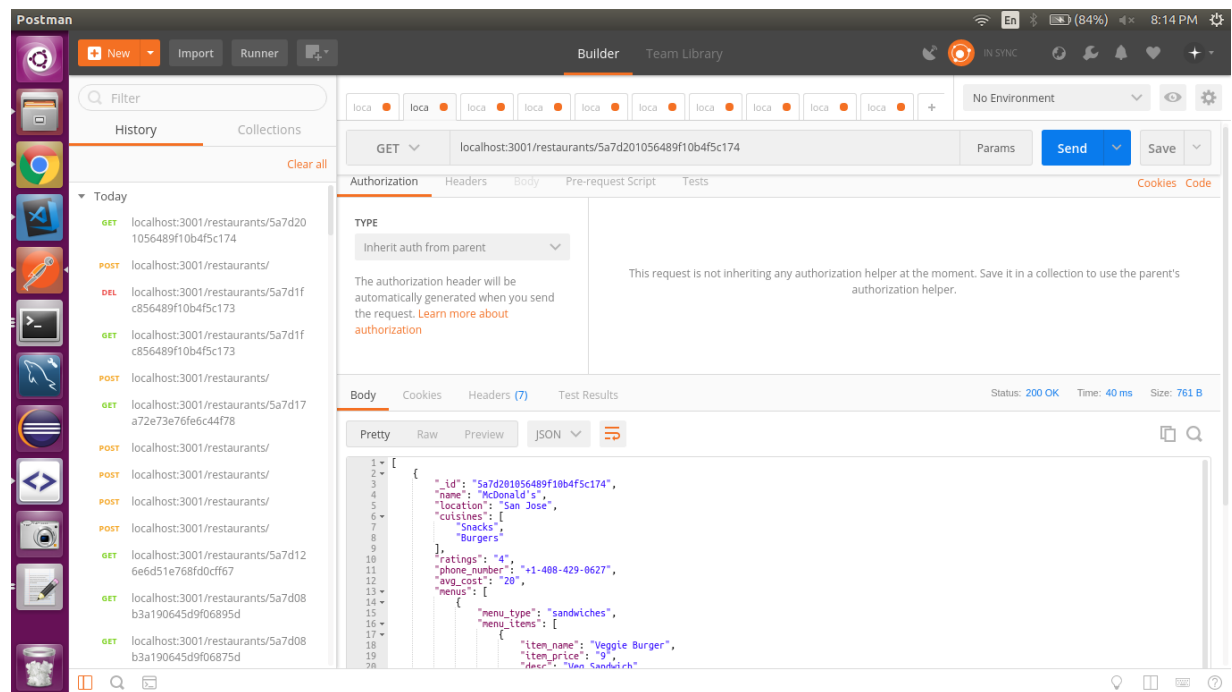 Postman
En
(84%)
8:14 PM
New
Import
Runner
Builder
Team Library
IN SYNC
Filter
History
Collections
Clear all
Today
GET localhost:3001/restaurants/5a7d20
1056489f10b4f5c174
POST localhost:3001/restaurants/
DEL localhost:3001/restaurants/5a7d1f
c856489f10b4f5c173
GET localhost:3001/restaurants/5a7d1f
c856489f10b4f5c173
POST localhost:3001/restaurants/
GET localhost:3001/restaurants/5a7d17
a72e73e76fe6c44f78
POST localhost:3001/restaurants/
POST localhost:3001/restaurants/
POST localhost:3001/restaurants/
POST localhost:3001/restaurants/
GET localhost:3001/restaurants/5a7d12
6e6d51e768fd0cff67
GET localhost:3001/restaurants/5a7d08
b3a190645d9f06895d
GET localhost:3001/restaurants/5a7d08
b3a190645d9f06875d
loca loca loca loca loca loca loca loca loca loca +
No Environment
GET localhost:3001/restaurants/5a7d201056489f10b4f5c174 Params Send Save
Authorization Headers Body Pre-request Script Tests Cookies Code
TYPE
Inherit auth from parent
The authorization header will be
automatically generated when you send
the request. Learn more about
authorization
This request is not inheriting any authorization helper at the moment. Save it in a collection to use the parent's
authorization helper.
Body Cookies Headers (7) Test Results Status: 200 OK Time: 40 ms Size: 761 B
Pretty Raw Preview JSON
1 [
2 {
3 "_id": "5a7d201056489f10b4f5c174",
4 "name": "McDonald's",
5 "location": "San Jose",
6 "cuisines": [
7 "Snacks",
8 "Burgers"
9 ],
10 "ratings": "4",
11 "phone_number": "+1-408-429-0627",
12 "avg_cost": "20",
13 "menus": [
14 {
15 "menu_type": "sandwiches",
16 "menu_items": [
17 {
18 "item_name": "Veggie Burger",
19 "item_price": "9",
20 "desc": "Veg Sandwich"